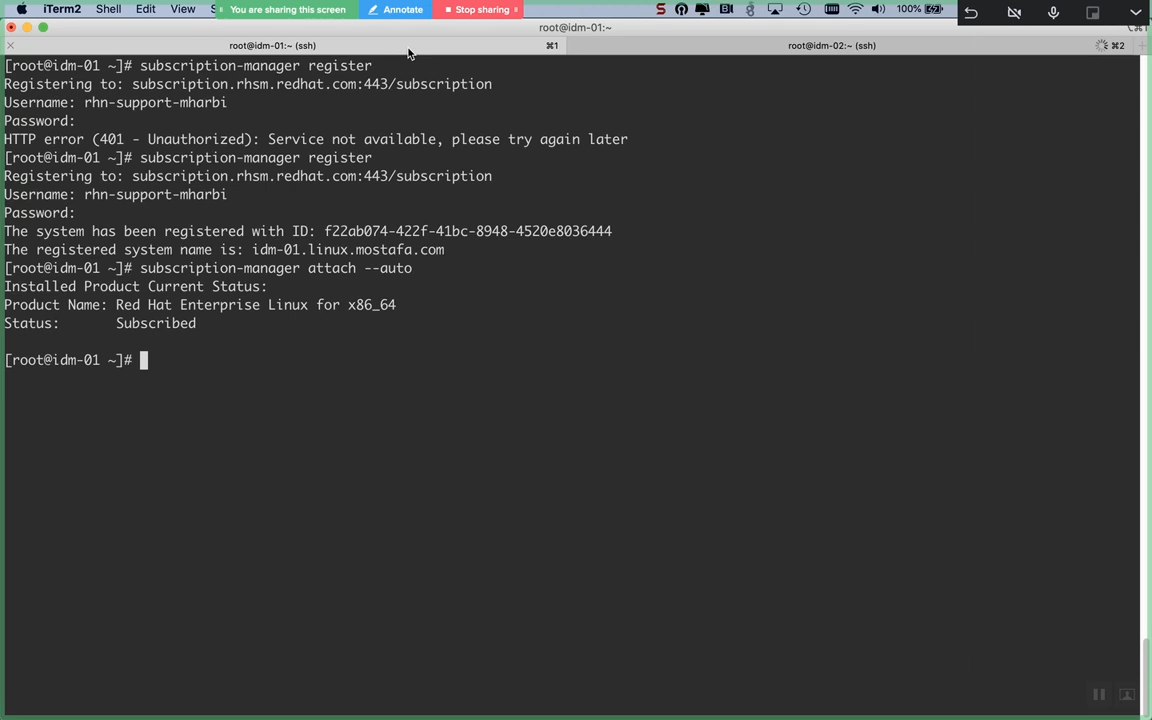 iTerm2 Shell Edit View S You are sharing this screen Annotate Stop sharing 100%
root@idm-01:~
root@idm-01:~ (ssh) ⌘1 root@idm-02:~ (ssh) ⌘2
[root@idm-01 ~]# subscription-manager register
Registering to: subscription.rhsm.redhat.com:443/subscription
Username: rhn-support-mharbi
Password:
HTTP error (401 - Unauthorized): Service not available, please try again later
[root@idm-01 ~]# subscription-manager register
Registering to: subscription.rhsm.redhat.com:443/subscription
Username: rhn-support-mharbi
Password:
The system has been registered with ID: f22ab074-422f-41bc-8948-4520e8036444
The registered system name is: idm-01.linux.mostafa.com
[root@idm-01 ~]# subscription-manager attach --auto
Installed Product Current Status:
Product Name: Red Hat Enterprise Linux for x86_64
Status: Subscribed
[root@idm-01 ~]#